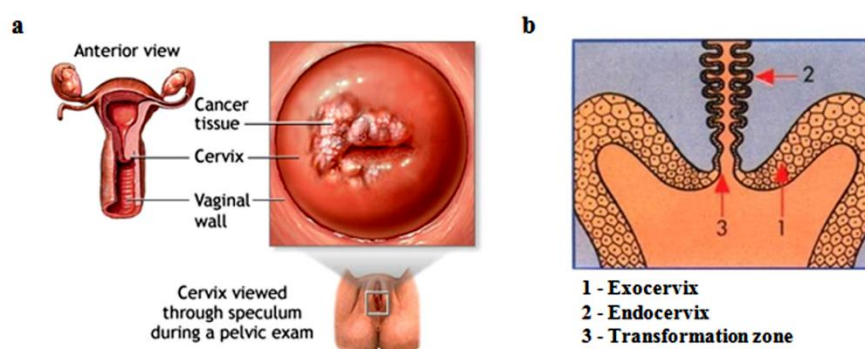 a
Anterior view
Cancer
tissue
Cervix
Vaginal
wall
Cervix viewed
through speculum
during a pelvic exam
b
2
3
1
1 - Exocervix
2 - Endocervix
3 - Transformation zone